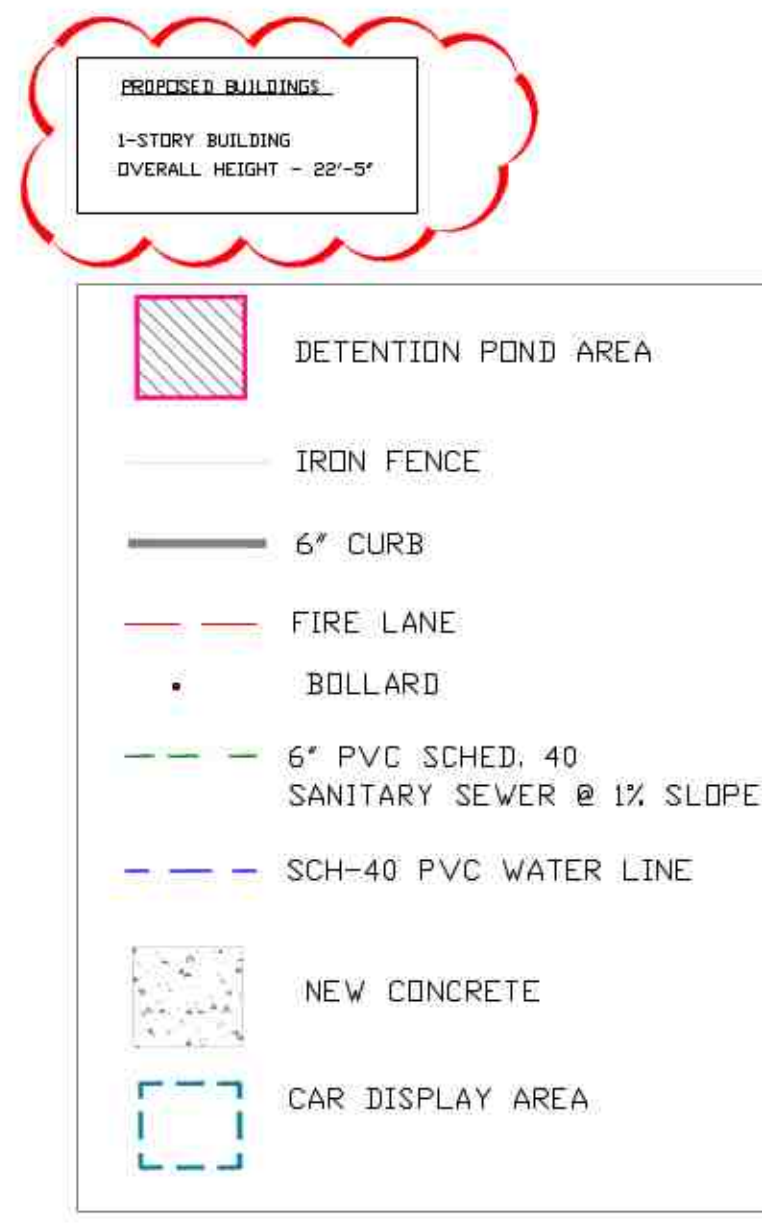 PROPOSED BUILDINGS
1-STORY BUILDING
OVERALL HEIGHT - 22'-5"
DETENTION POND AREA
IRON FENCE
6" CURB
FIRE LANE
BOLLARD
6" PVC SCHED. 40
SANITARY SEWER @ 1% SLOPE
SCH-40 PVC WATER LINE
NEW CONCRETE
CAR DISPLAY AREA